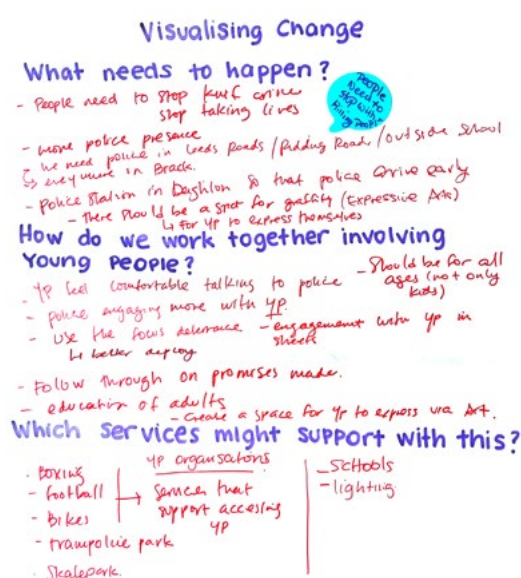 Visualising Change
What needs to happen?
- People need to stop knife crime
stop taking lives
People
Need to
stop with
People
- more police presence
we need police in Leeds Roads / Road / outside school
everywhere in
- Police Station in so that police arrive early
- There should be a spot for graffity (Expressive Arts)
↳ For YP to express themselves
How do we work together involving
Young People?
- YP feel comfortable talking to police
- Should be for all
ages (not only
kids)
- police engaging more with YP.
- Use the focus deterrance - engagement with YP in
streets
↳ better deploy
- Follow through on promises made.
- education of adults
- Create a space for YP to express via Art.
Which services might support with this?
- Boxing
- football
- Bikes
- trampoline park
- Skatepark.
YP organisations
→ services that
support accessing
YP
- Schools
- lighting